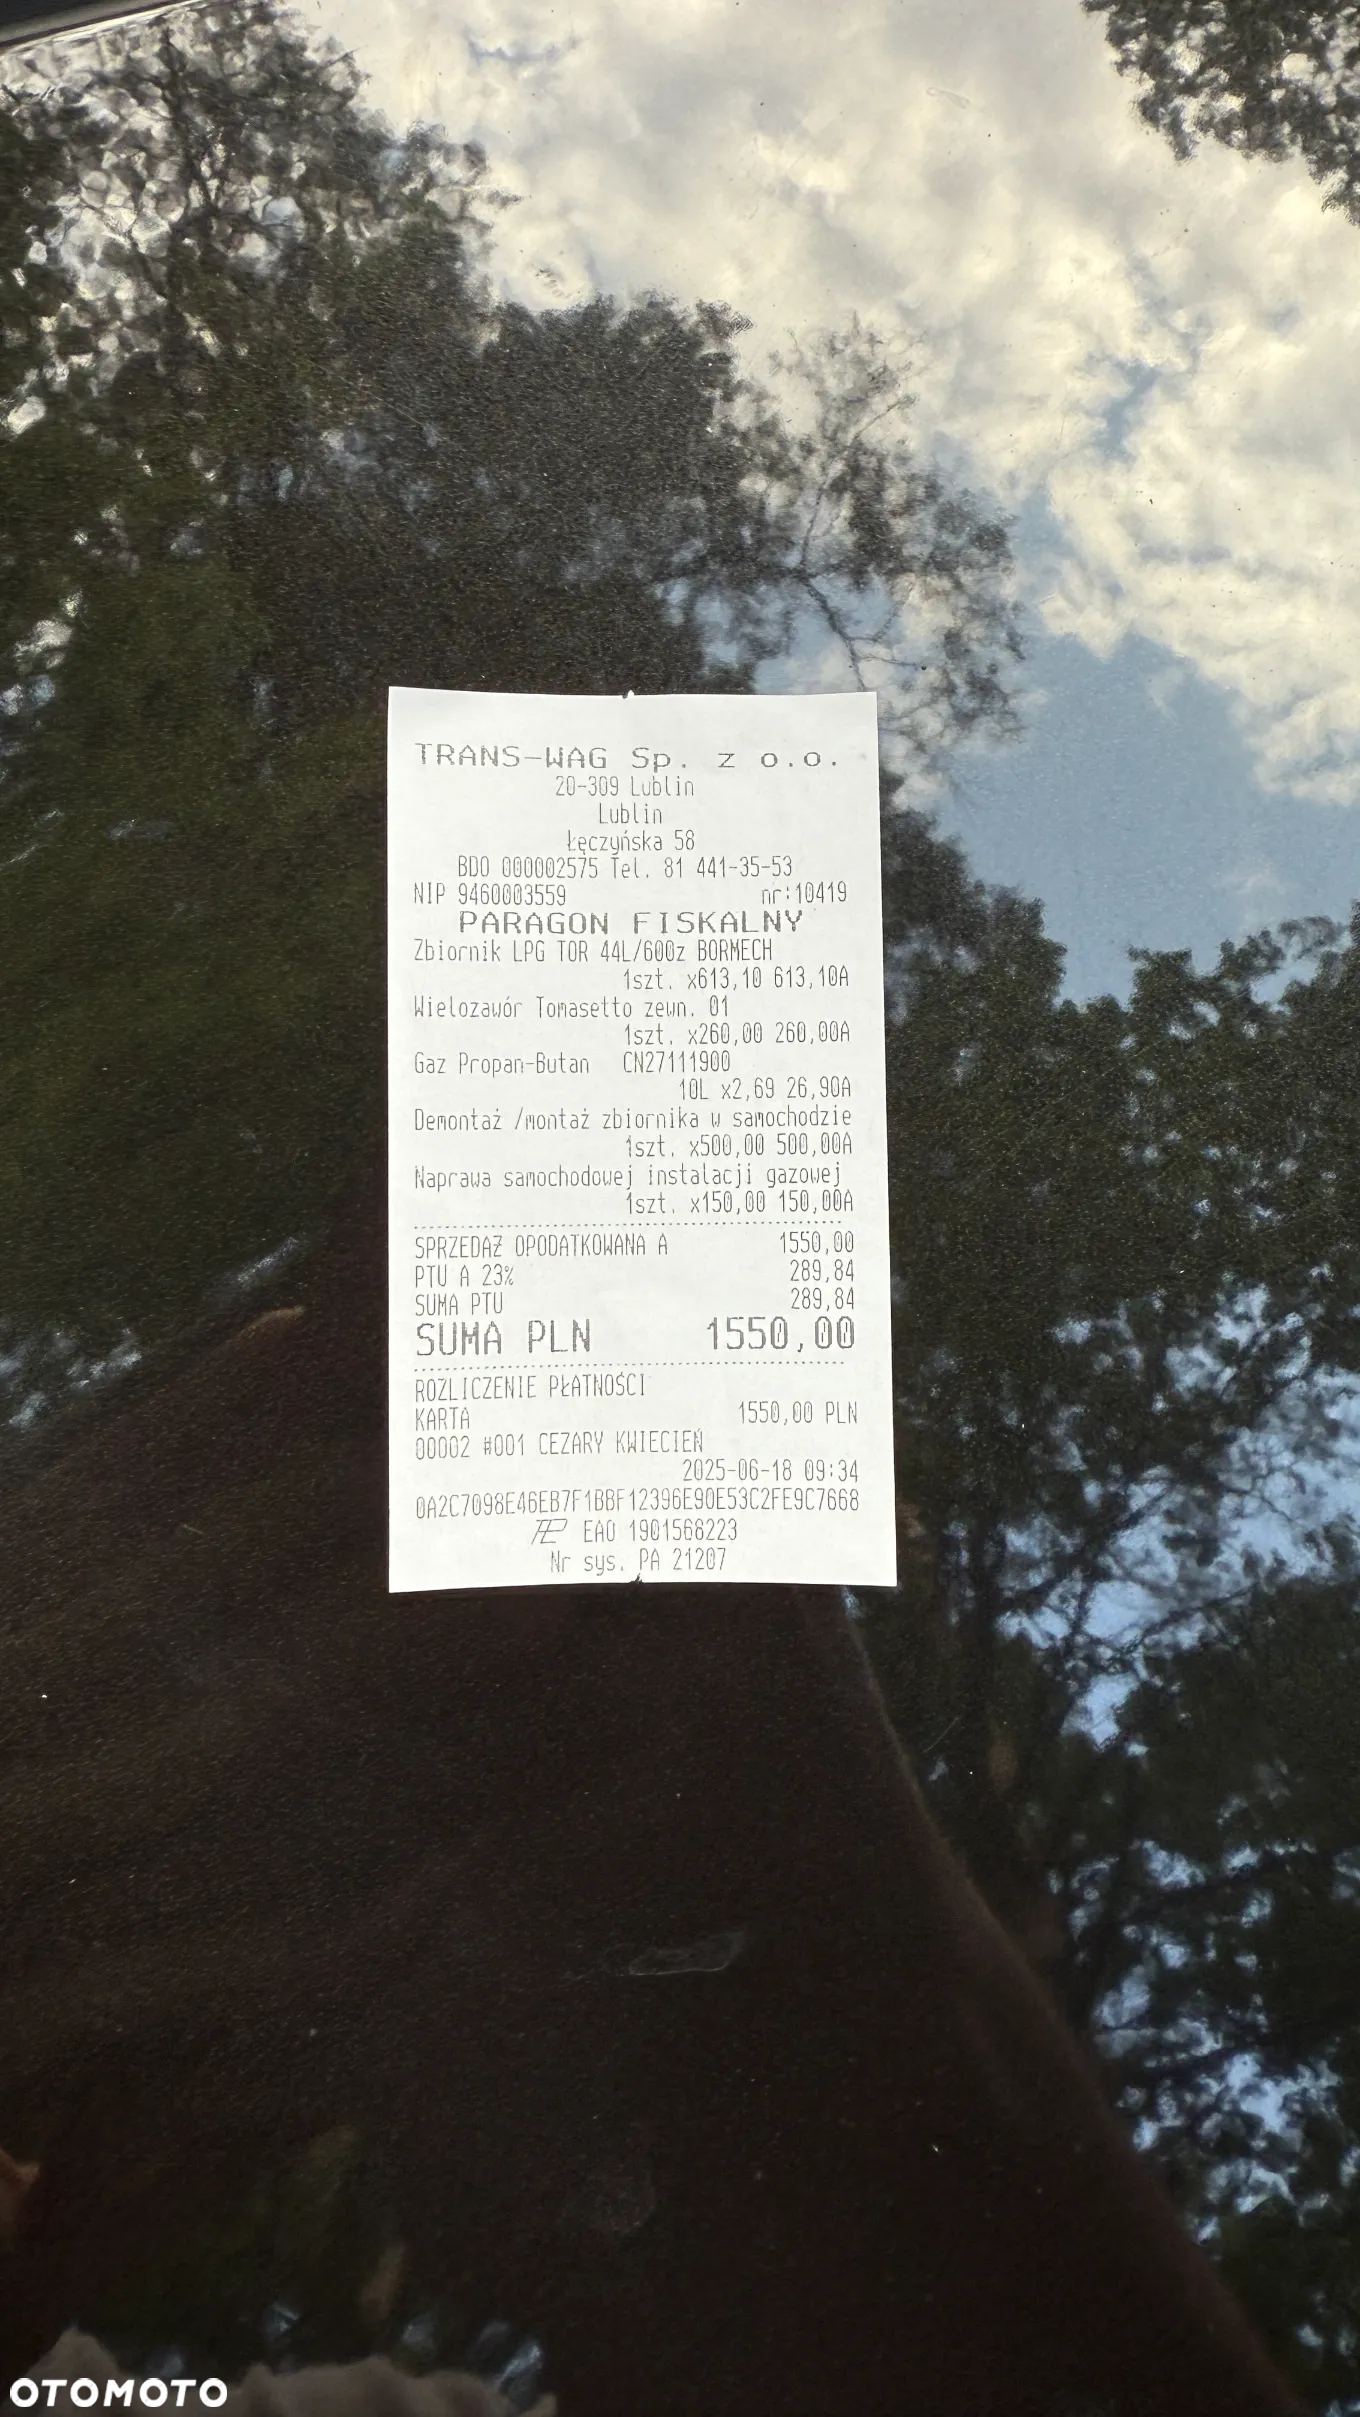 TRANS-WAG Sp. z o.o.
20-309 Lublin
Lublin
Łęczyńska 58
BDO 000002575 Tel. 81 441-35-53
NIP 9460003559 nr:10419
PARAGON FISKALNY
Zbiornik LPG TOR 44L/600z BORMECH
1szt. x613,10 613,10A
Wielozawór Tomasetto zewn. 01
1szt. x260,00 260,00A
Gaz Propan-Butan CN27111900
10L x2,69 26,90A
Demontaż /montaż zbiornika w samochodzie
1szt. x500,00 500,00A
Naprawa samochodowej instalacji gazowej
1szt. x150,00 150,00A
SPRZEDAŻ OPODATKOWANA A 1550,00
PTU A 23% 289,84
SUMA PTU 289,84
SUMA PLN 1550,00
ROZLICZENIE PŁATNOŚCI
KARTA 1550,00 PLN
00002 #001 CEZARY KWIECIEŃ
2025-06-18 09:34
0A2C7098E46EB7F1BBF12396E90E53C2FE9C7668
EAO 1901568223
Nr sys. PA 21207
OTOMOTO